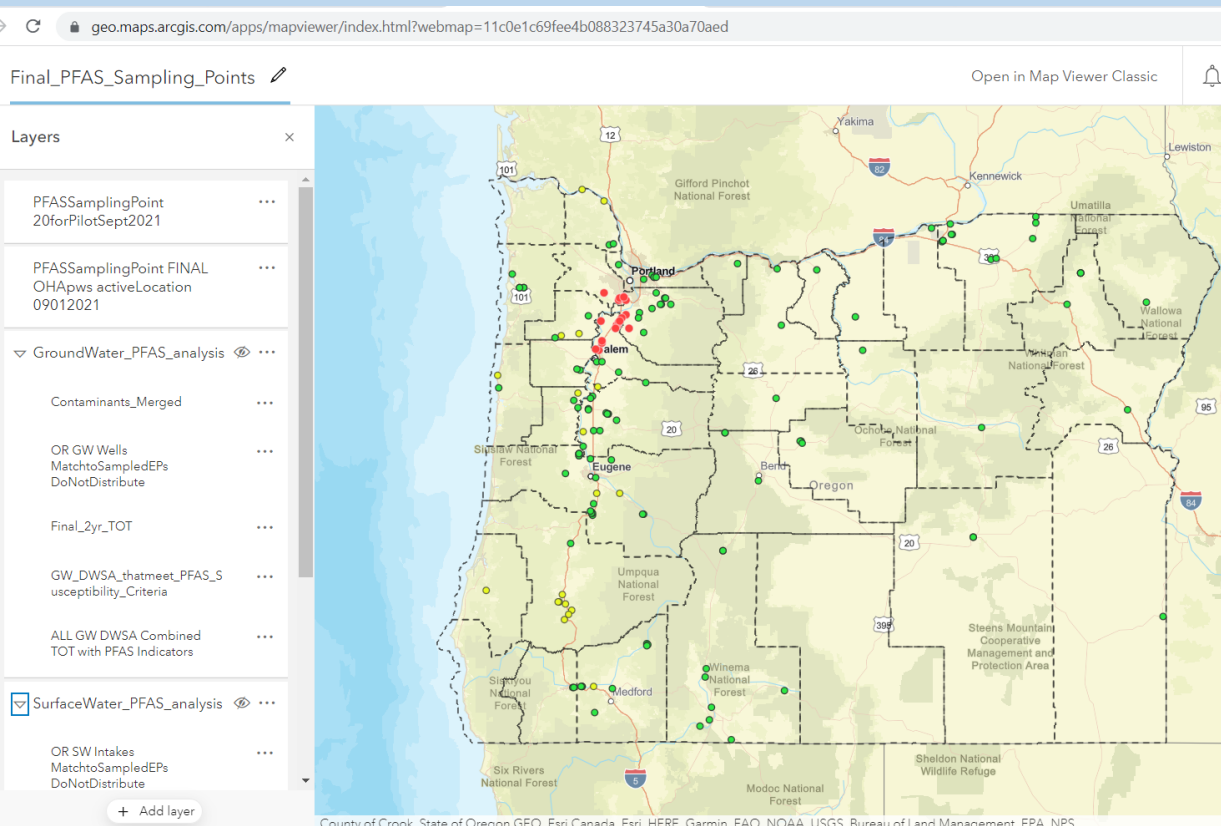 geo.maps.arcgis.com/apps/mapviewer/index.html?webmap=11c0e1c69fee4b088323745a30a70aed
Final_PFAS_Sampling_Points
Open in Map Viewer Classic
Layers
PFASSamplingPoint
20forPilotSept2021
PFASSamplingPoint FINAL
OHApws activeLocation
09012021
GroundWater_PFAS_analysis
Contaminants_Merged
OR GW Wells
MatchtoSampledEPs
DoNotDistribute
Final_2yr_TOT
GW_DWSA_thatmeet_PFAS_S
usceptibility_Criteria
ALL GW DWSA Combined
TOT with PFAS Indicators
SurfaceWater_PFAS_analysis
OR SW Intakes
MatchtoSampledEPs
DoNotDistribute
+ Add layer
Yakima
12
Lewiston
101
82
Kennewick
Gifford Pinchot
National Forest
Umatilla
National
Forest
Portland
101
Wallowa
National
Forest
Salem
Whitman
National Forest
26
95
20
Ochoco National
Forest
26
Siuslaw National
Forest
Eugene
Bend
Oregon
84
20
Umpqua
National
Forest
395
Steens Mountain
Cooperative
Management and
Protection Area
Winema
National
Forest
Siskiyou
National
Forest
Medford
Six Rivers
National Forest
5
Sheldon National
Wildlife Refuge
Modoc National
Forest
County of Crook, State of Oregon GEO, Esri Canada, Esri, HERE, Garmin, FAO, NOAA, USGS, Bureau of Land Management, EPA, NPS